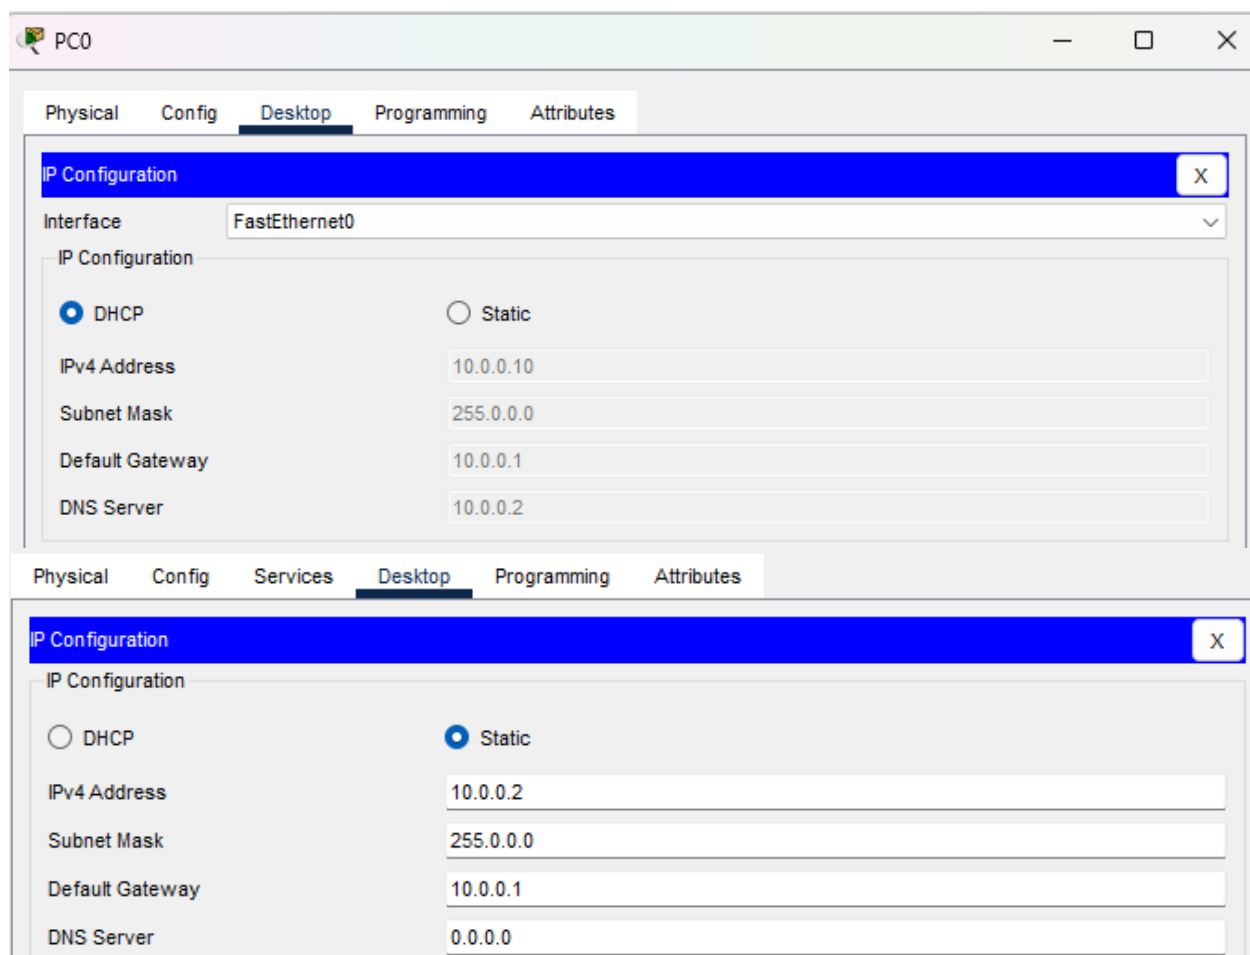 PC0
Physical Config Desktop Programming Attributes
IP Configuration X
Interface FastEthernet0
IP Configuration
DHCP Static
IPv4 Address 10.0.0.10
Subnet Mask 255.0.0.0
Default Gateway 10.0.0.1
DNS Server 10.0.0.2
Physical Config Services Desktop Programming Attributes
IP Configuration X
IP Configuration
DHCP Static
IPv4 Address 10.0.0.2
Subnet Mask 255.0.0.0
Default Gateway 10.0.0.1
DNS Server 0.0.0.0